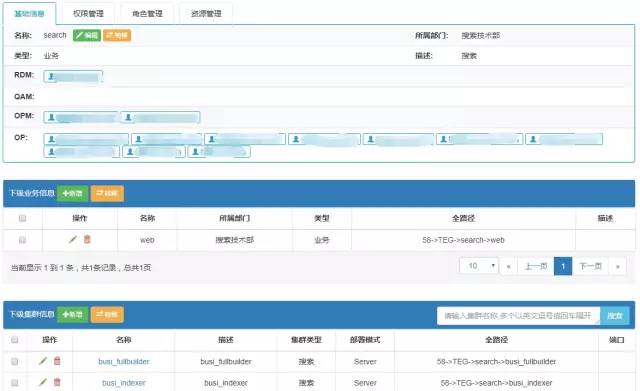 基础信息 权限管理 角色管理 资源管理
名称: search 编辑 转移 所属部门: 搜索技术部
类型: 业务 描述: 搜索
RDM:
QAM:
OPM:
OP:
下级业务信息 新增 转移
操作 名称 所属部门 类型 全路径 描述
web 搜索技术部 业务 58->TEG->search->web
当前显示 1 到 1 条，共1条记录，总共1页 10 « 上一页 1 下一页 »
下级集群信息 新增 转移 请输入集群名称,多个以英文逗号或回车隔开 搜索
操作 名称 描述 集群类型 部署模式 全路径 端口
busi_fullbuilder busi_fullbuilder 搜索 Server 58->TEG->search->busi_fullbuilder
busi_indexer busi_indexer 搜索 Server 58->TEG->search->busi_indexer